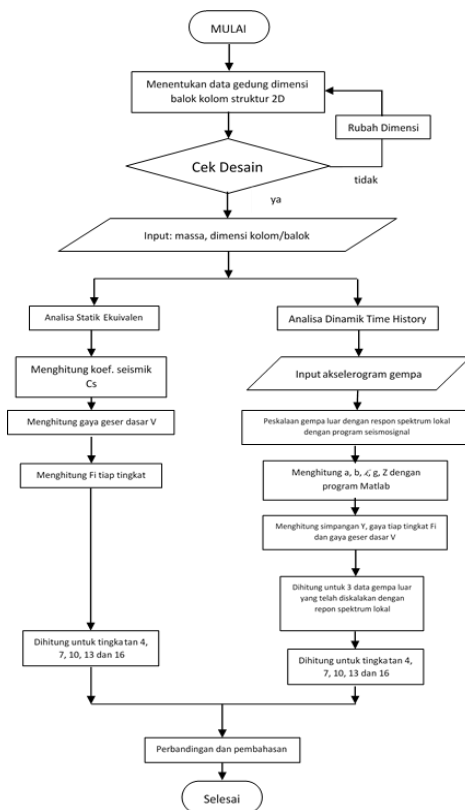 MULAI
Menentukan data gedung dimensi
balok kolom struktur 2D
Rubah Dimensi
Cek Desain
tidak
ya
Input: massa, dimensi kolom/balok
Analisa Statik Ekuivalen
Menghitung koef. seismik
Cs
Menghitung gaya geser dasar V
Menghitung Fi tiap tingkat
Dihitung untuk tingkatan 4,
7, 10, 13 dan 16
Analisa Dinamik Time History
Input akselerogram gempa
Peskalaan gempa luar dengan respon spektrum lokal
dengan program seismosignal
Menghitung a, b, g, Z dengan
program Matlab
Menghitung simpangan Y, gaya tiap tingkat Fi
dan gaya geser dasar V
Dihitung untuk 3 data gempa luar
yang telah diskalakan dengan
repon spektrum lokal
Dihitung untuk tingkatan 4,
7, 10, 13 dan 16
Perbandingan dan pembahasan
Selesai